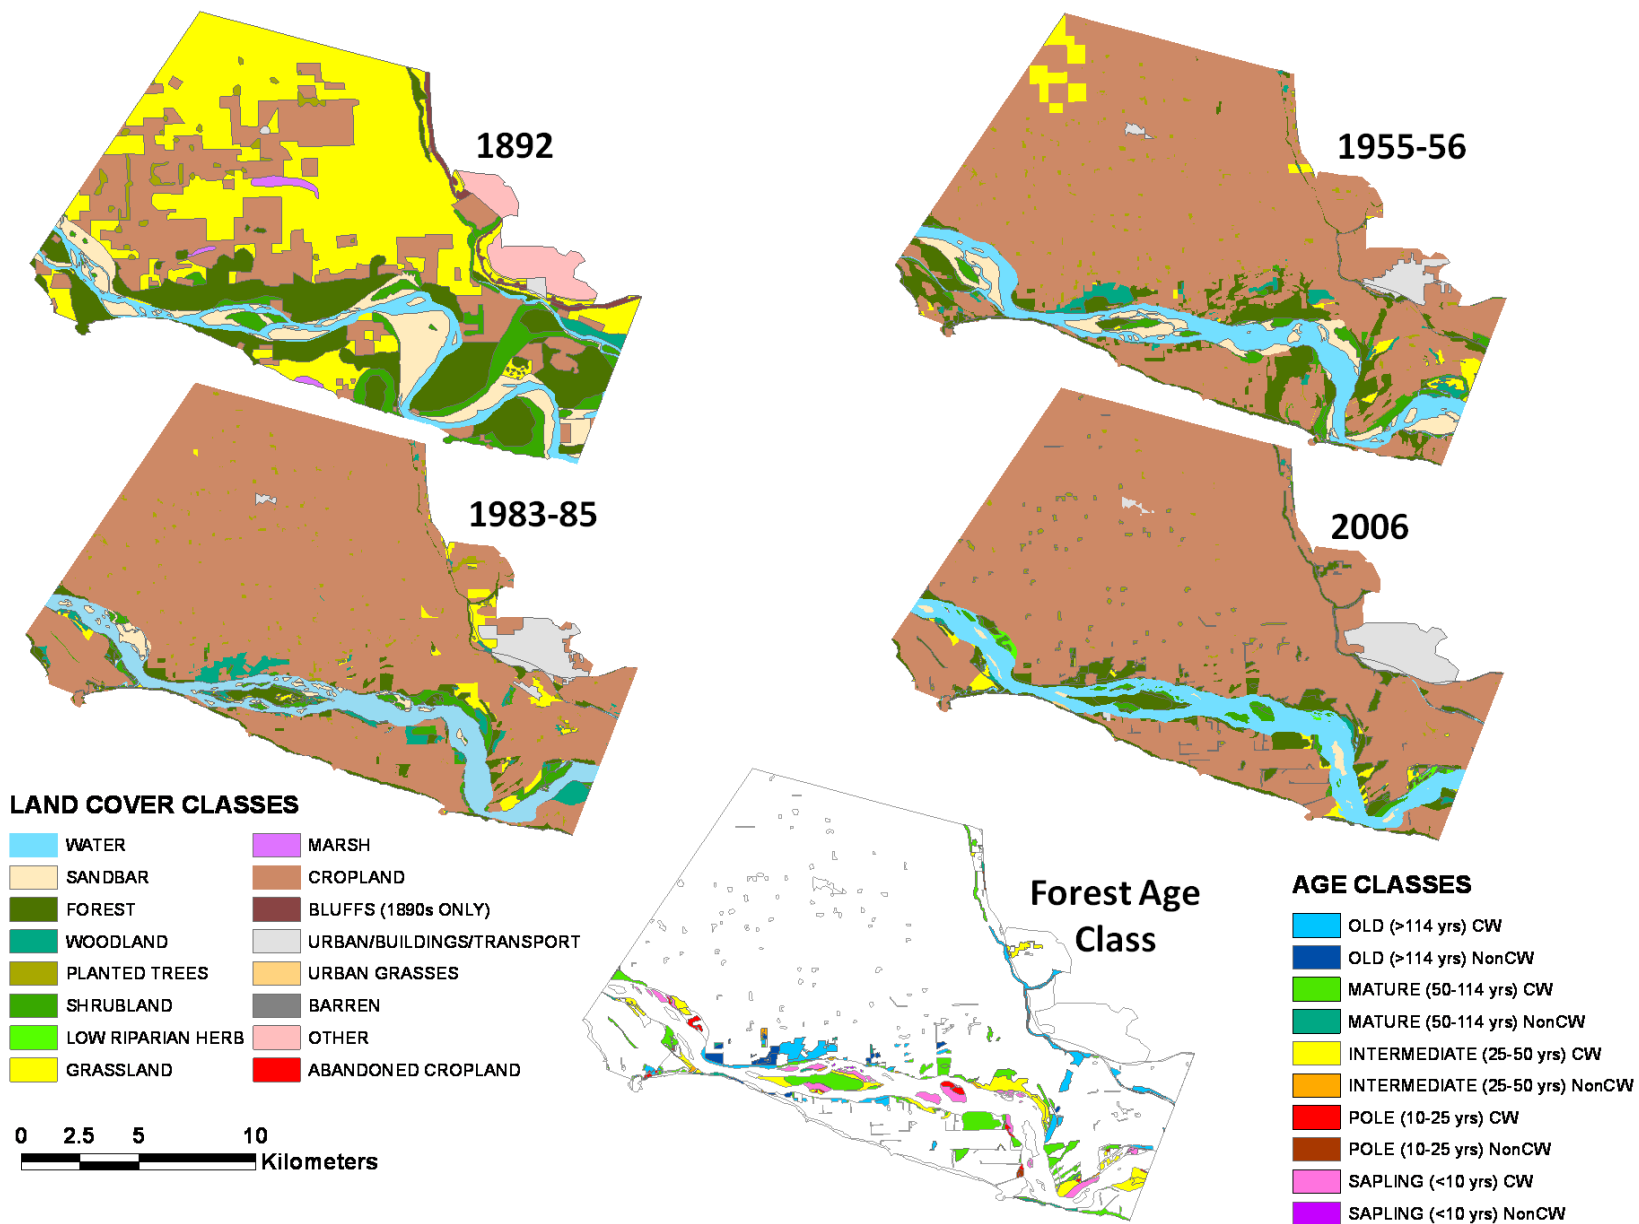 1892
1955-56
1983-85
2006
LAND COVER CLASSES
WATER
SANDBAR
FOREST
WOODLAND
PLANTED TREES
SHRUBLAND
LOW RIPARIAN HERB
GRASSLAND
MARSH
CROPLAND
BLUFFS (1890s ONLY)
URBAN/BUILDINGS/TRANSPORT
URBAN GRASSES
BARREN
OTHER
ABANDONED CROPLAND
0 2.5 5 10
Kilometers
Forest Age
Class
AGE CLASSES
OLD (>114 yrs) CW
OLD (>114 yrs) NonCW
MATURE (50-114 yrs) CW
MATURE (50-114 yrs) NonCW
INTERMEDIATE (25-50 yrs) CW
INTERMEDIATE (25-50 yrs) NonCW
POLE (10-25 yrs) CW
POLE (10-25 yrs) NonCW
SAPLING (<10 yrs) CW
SAPLING (<10 yrs) NonCW